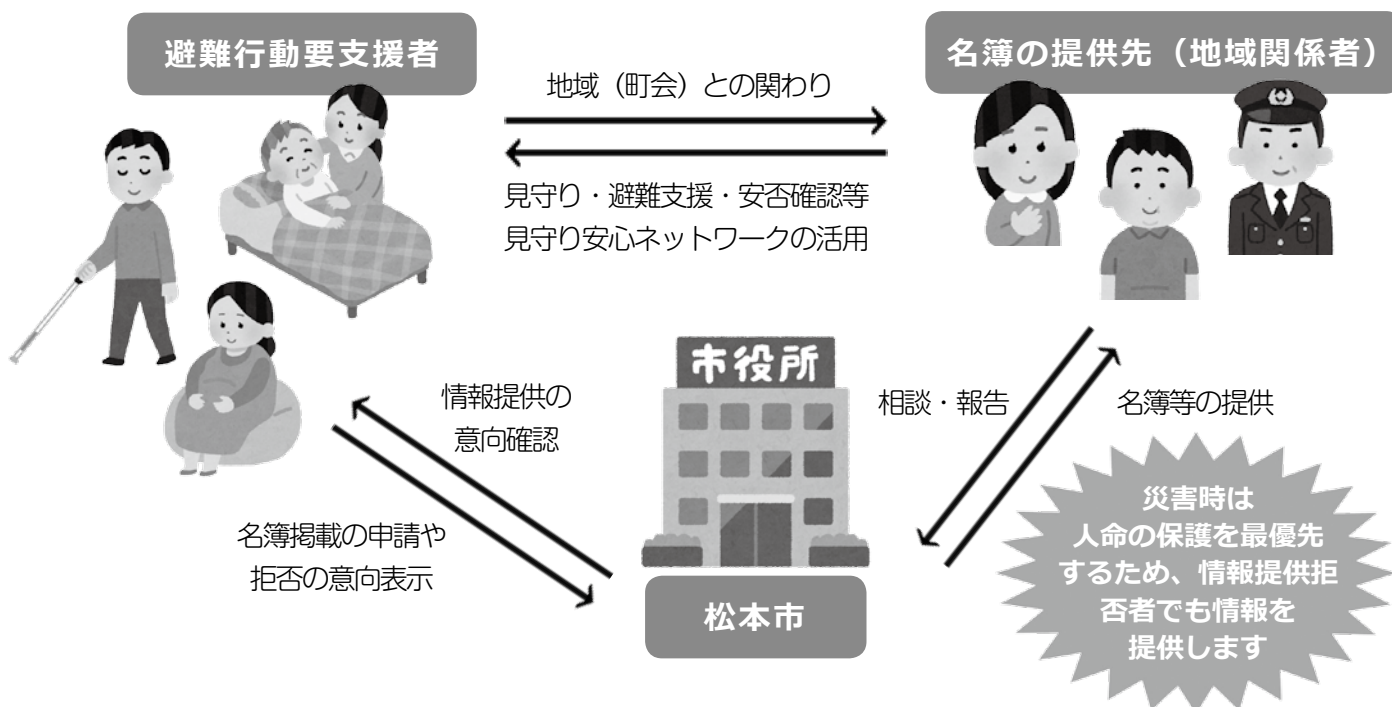 避難行動要支援者
名簿の提供先（地域関係者）
地域（町会）との関わり
見守り・避難支援・安否確認等
見守り安心ネットワークの活用
市役所
情報提供の
意向確認
相談・報告
名簿等の提供
名簿掲載の申請や
拒否の意向表示
災害時は
人命の保護を最優先
するため、情報提供拒
否者でも情報を
提供します
松本市